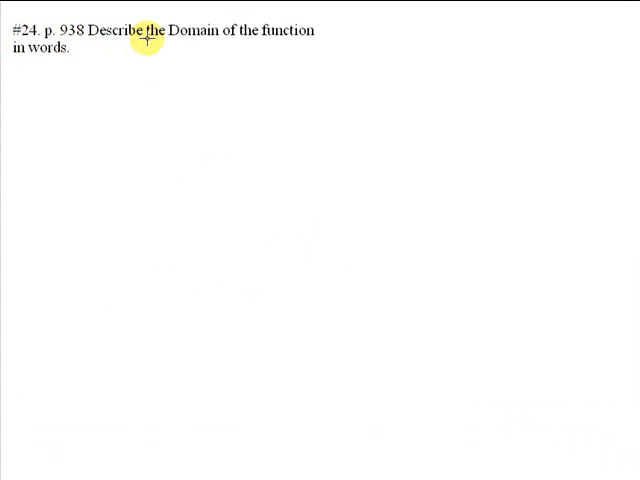 #24. p. 938 Describe the Domain of the function
in words.